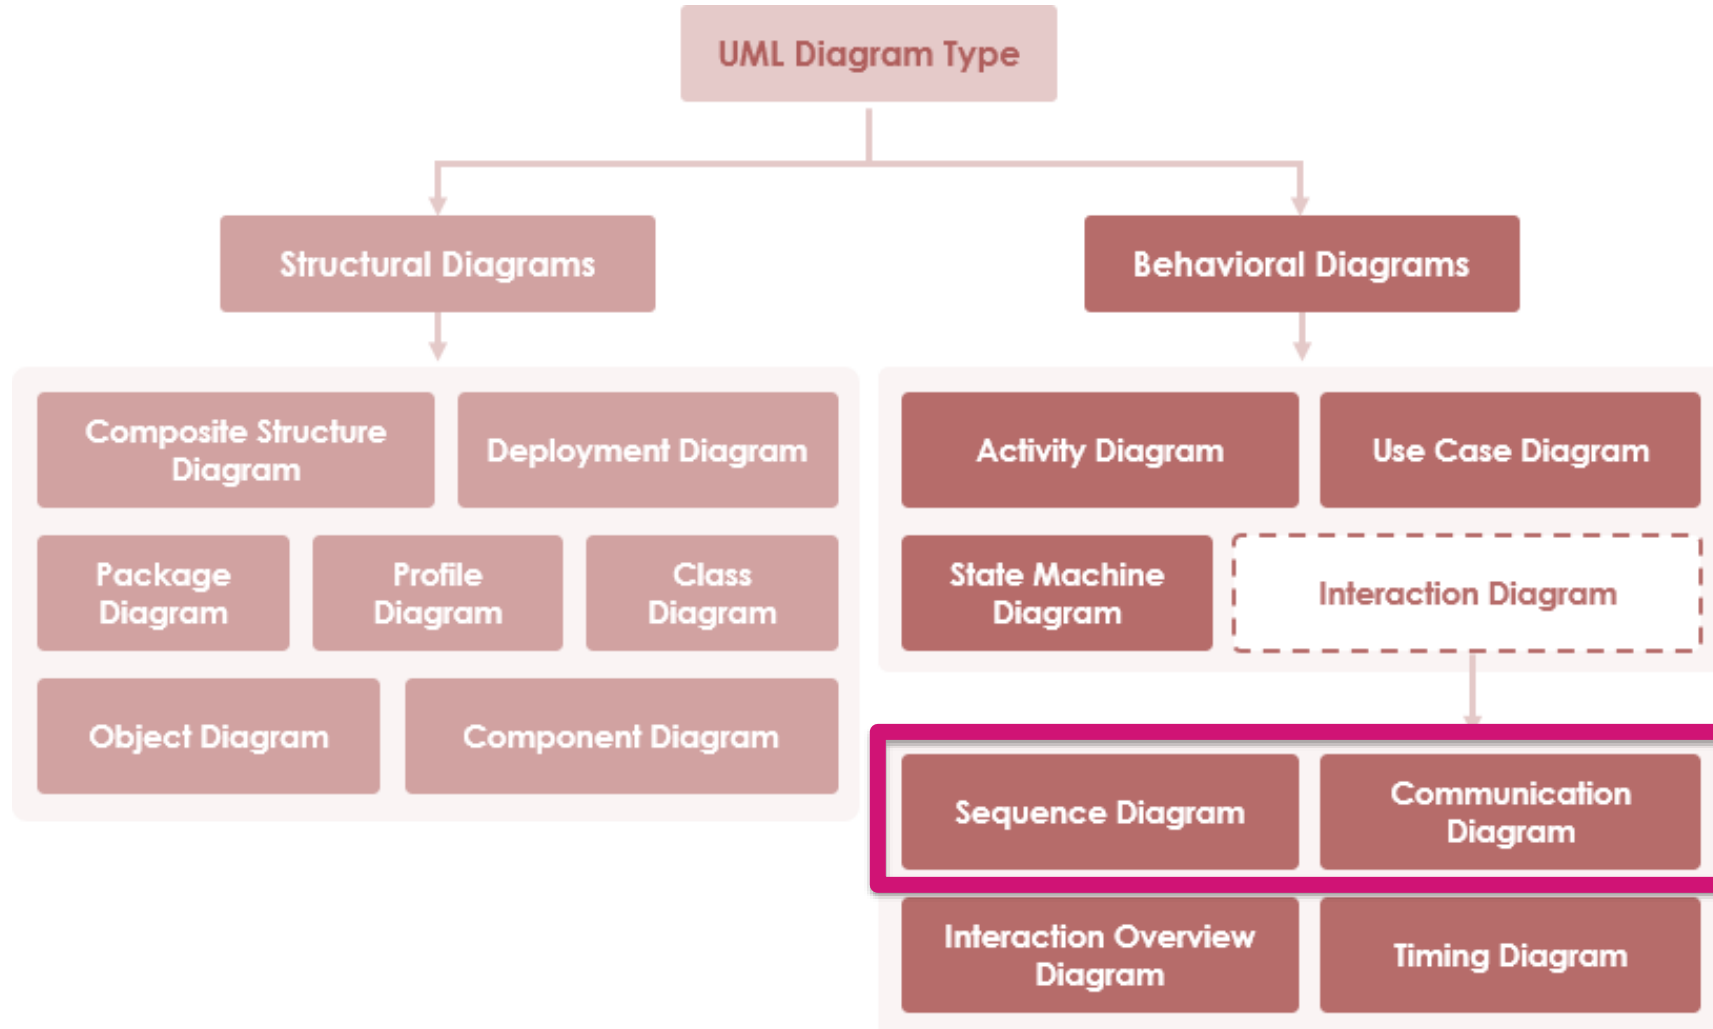 UML Diagram Type
Structural Diagrams
Behavioral Diagrams
Composite Structure
Diagram
Deployment Diagram
Package
Diagram
Profile
Diagram
Class
Diagram
Object Diagram
Component Diagram
Activity Diagram
Use Case Diagram
State Machine
Diagram
Interaction Diagram
Sequence Diagram
Communication
Diagram
Interaction Overview
Diagram
Timing Diagram